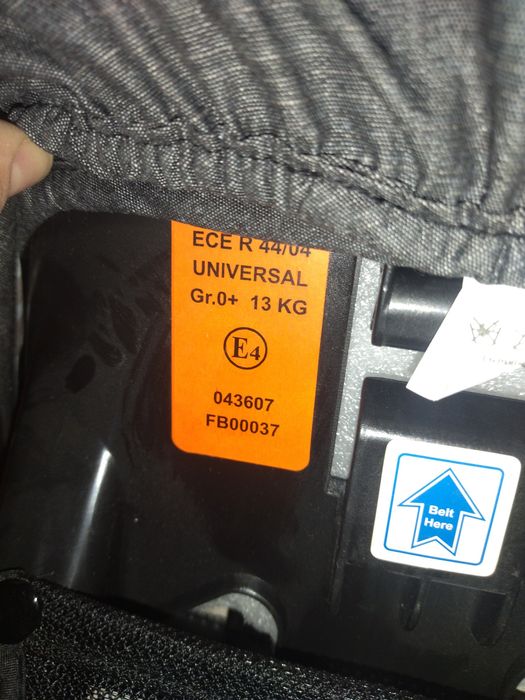 ECE R 44/04
UNIVERSAL
Gr.0+ 13 KG
E4
043607
FB00037
Belt
Here